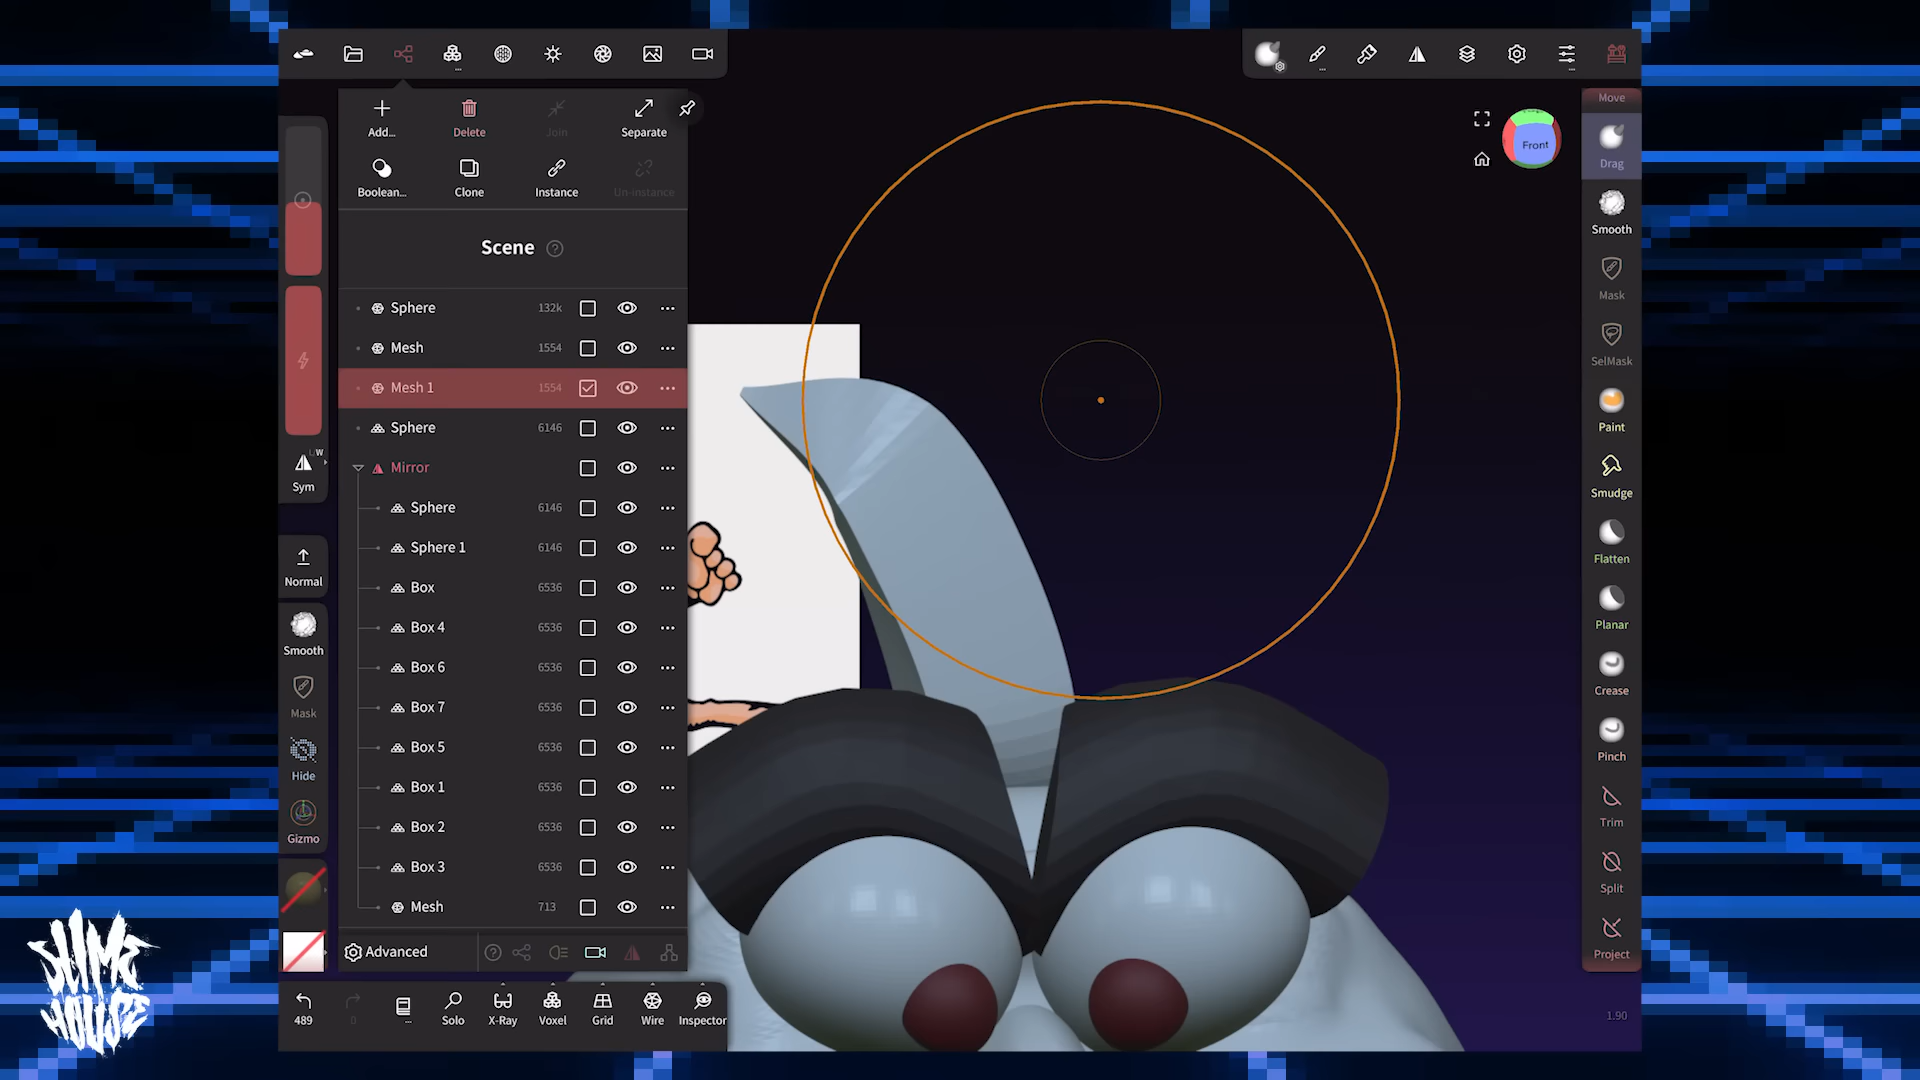 Add...
Delete
Join
Separate
Boolean...
Clone
Instance
Un-instance
Scene
Sphere 132k
Mesh 1554
Mesh 1 1554
Sphere 6146
Mirror
Sphere 6146
Sphere 1 6146
Box 6536
Box 4 6536
Box 6 6536
Box 7 6536
Box 5 6536
Box 1 6536
Box 2 6536
Box 3 6536
Mesh 713
Advanced
Sym
Normal
Smooth
Mask
Hide
Gizmo
489
0
Solo
X-Ray
Voxel
Grid
Wire
Inspector
Front
Move
Drag
Smooth
Mask
SelMask
Paint
Smudge
Flatten
Planar
Crease
Pinch
Trim
Split
Project
1.90
SLIME
HOUSE